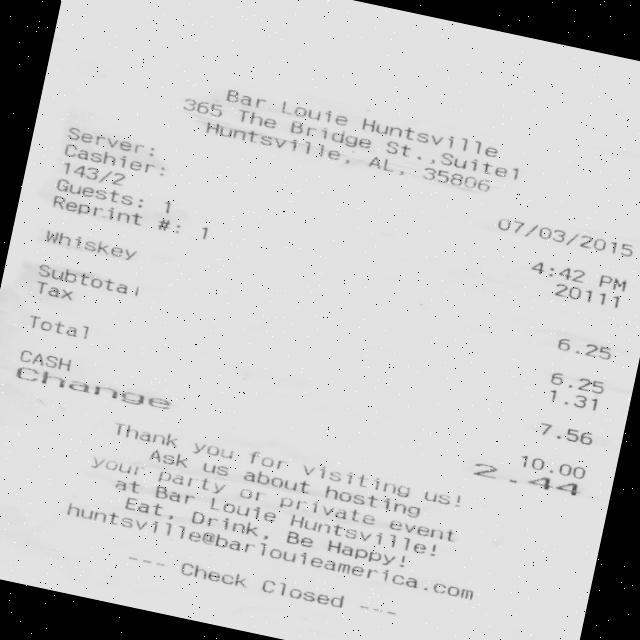 Bar Louie Huntsville
365 The Bridge St.,Suite1
Huntsville, AL, 35806
Server: 07/03/2015
Cashier:
143/2 4:42 PM
Guests: 1 20111
Reprint #: 1
Whiskey 6.25
Subtotal 6.25
Tax 1.31
Total 7.56
CASH 10.00
Change 2.44
Thank you for visiting us!
Ask us about hosting
your party or private event
at Bar Louie Huntsville!
Eat, Drink, Be Happy!
huntsville@barlouieamerica.com
--- Check Closed ---